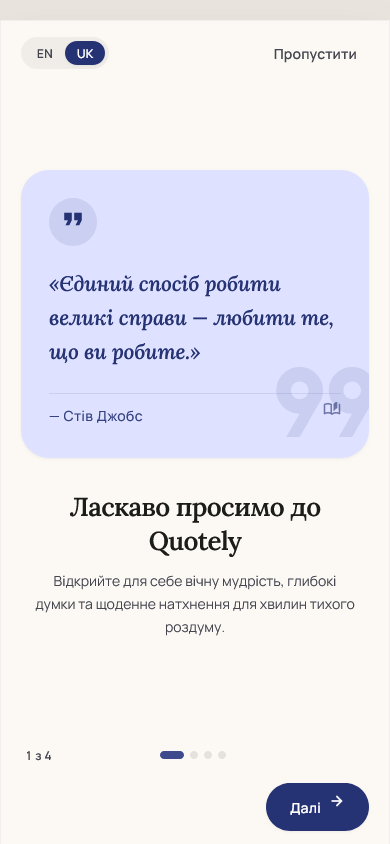 EN UK
Пропустити
«Єдиний спосіб робити
великі справи — любити те,
що ви робите.»
— Стів Джобс
Ласкаво просимо до
Quotely
Відкрийте для себе вічну мудрість, глибокі
думки та щоденне натхнення для хвилин тихого
роздуму.
1 з 4
Далі